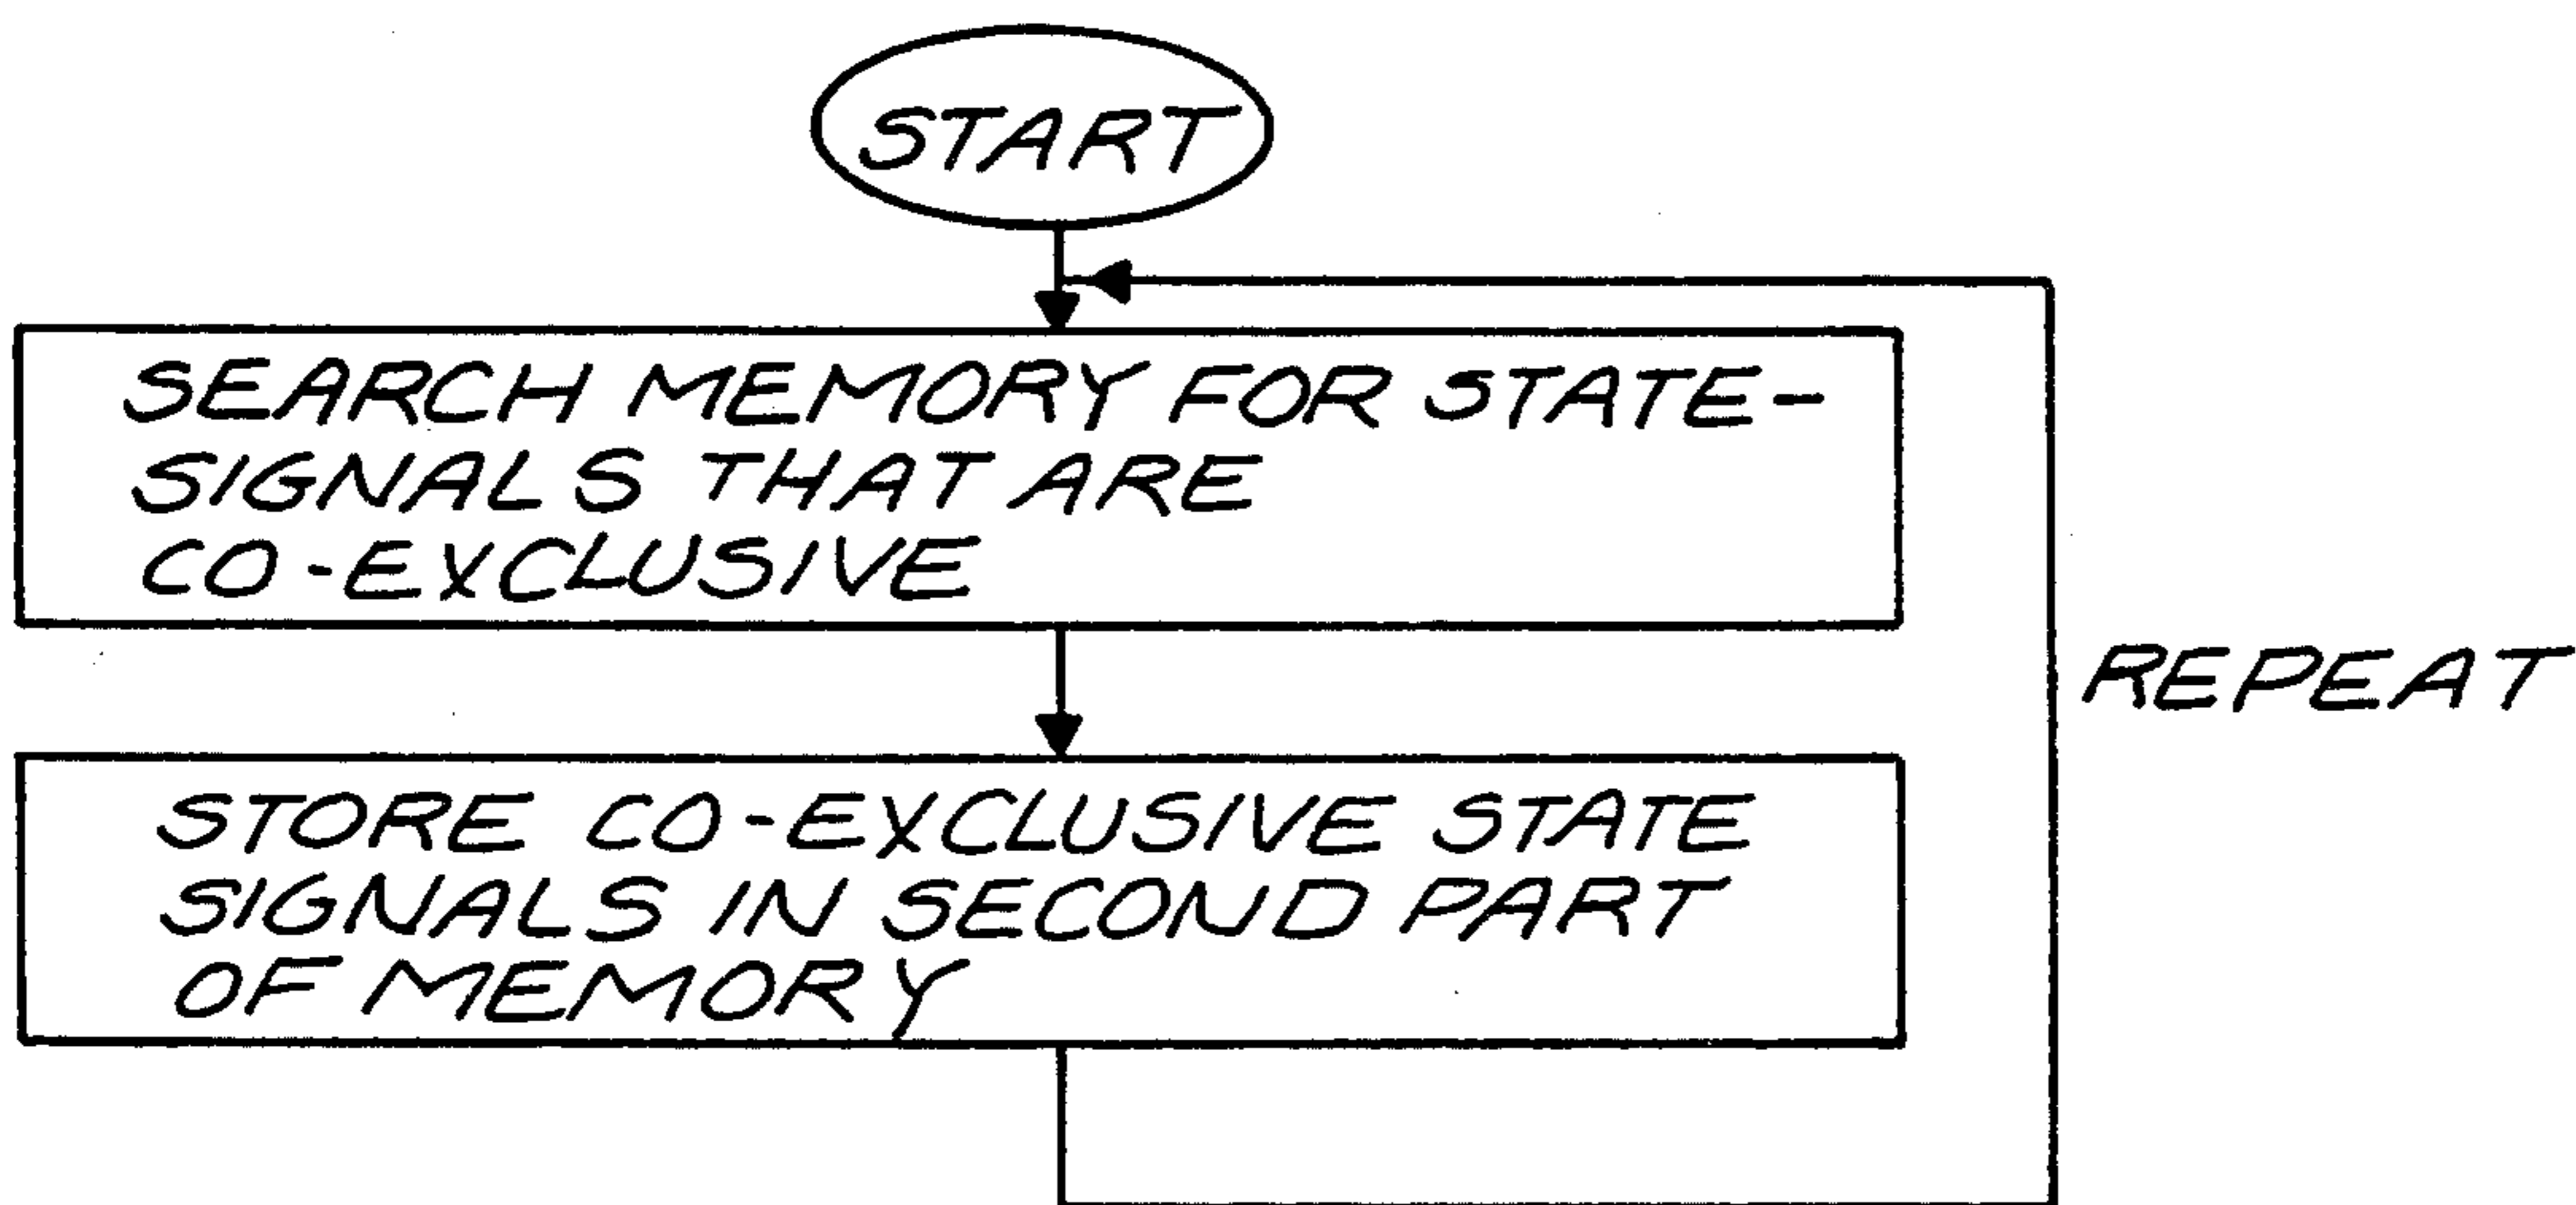 START
SEARCH MEMORY FOR STATE-
SIGNALS THAT ARE
CO-EXCLUSIVE
REPEAT
STORE CO-EXCLUSIVE STATE
SIGNALS IN SECOND PART
OF MEMORY